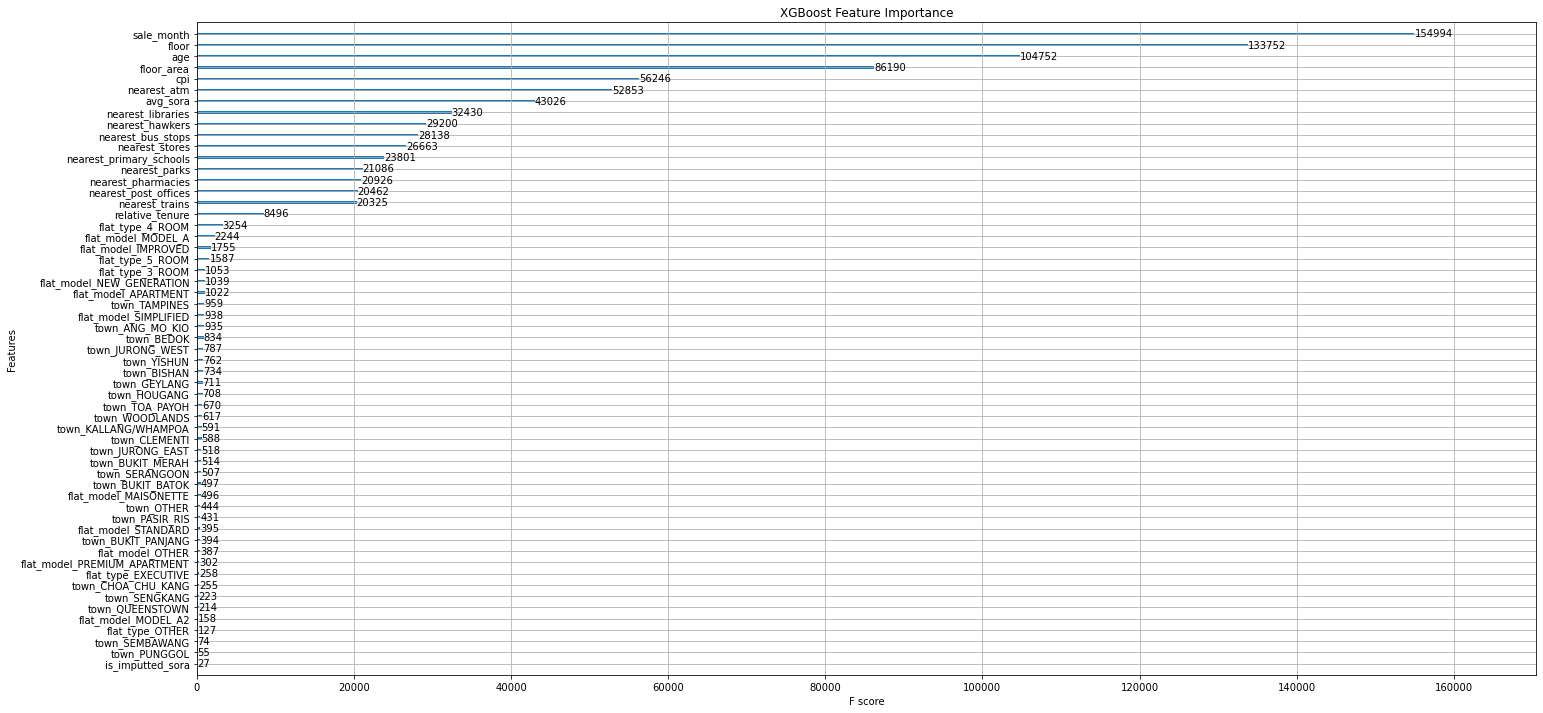 XGBoost Feature Importance
sale_month 154994
floor 133752
age 104752
floor_area 86190
cpi 56246
nearest_atm 52853
avg_sora 43026
nearest_libraries 32430
nearest_hawkers 29200
nearest_bus_stops 28138
nearest_stores 26663
nearest_primary_schools 23801
nearest_parks 21086
nearest_pharmacies 20926
nearest_post_offices 20462
nearest_trains 20325
relative_tenure 8496
flat_type_4_ROOM 3254
flat_model_MODEL_A 2244
flat_model_IMPROVED 1755
flat_type_5_ROOM 1587
flat_type_3_ROOM 1053
flat_model_NEW_GENERATION 1039
flat_model_APARTMENT 1022
town_TAMPINES 959
flat_model_SIMPLIFIED 938
town_ANG_MO_KIO 935
town_BEDOK 834
town_JURONG_WEST 787
town_YISHUN 762
town_BISHAN 734
town_GEYLANG 711
town_HOUGANG 708
town_TOA_PAYOH 670
town_WOODLANDS 617
town_KALLANG/WHAMPOA 591
town_CLEMENTI 588
town_JURONG_EAST 518
town_BUKIT_MERAH 514
town_SERANGOON 507
town_BUKIT_BATOK 497
flat_model_MAISONETTE 496
town_OTHER 444
town_PASIR_RIS 431
flat_model_STANDARD 395
town_BUKIT_PANJANG 394
flat_model_OTHER 387
flat_model_PREMIUM_APARTMENT 302
flat_type_EXECUTIVE 258
town_CHOA_CHU_KANG 255
town_SENGKANG 223
town_QUEENSTOWN 214
flat_model_MODEL_A2 158
flat_type_OTHER 127
town_SEMBAWANG 74
town_PUNGGOL 55
is_imputted_sora 27
Features
0 20000 40000 60000 80000 100000 120000 140000 160000
F score